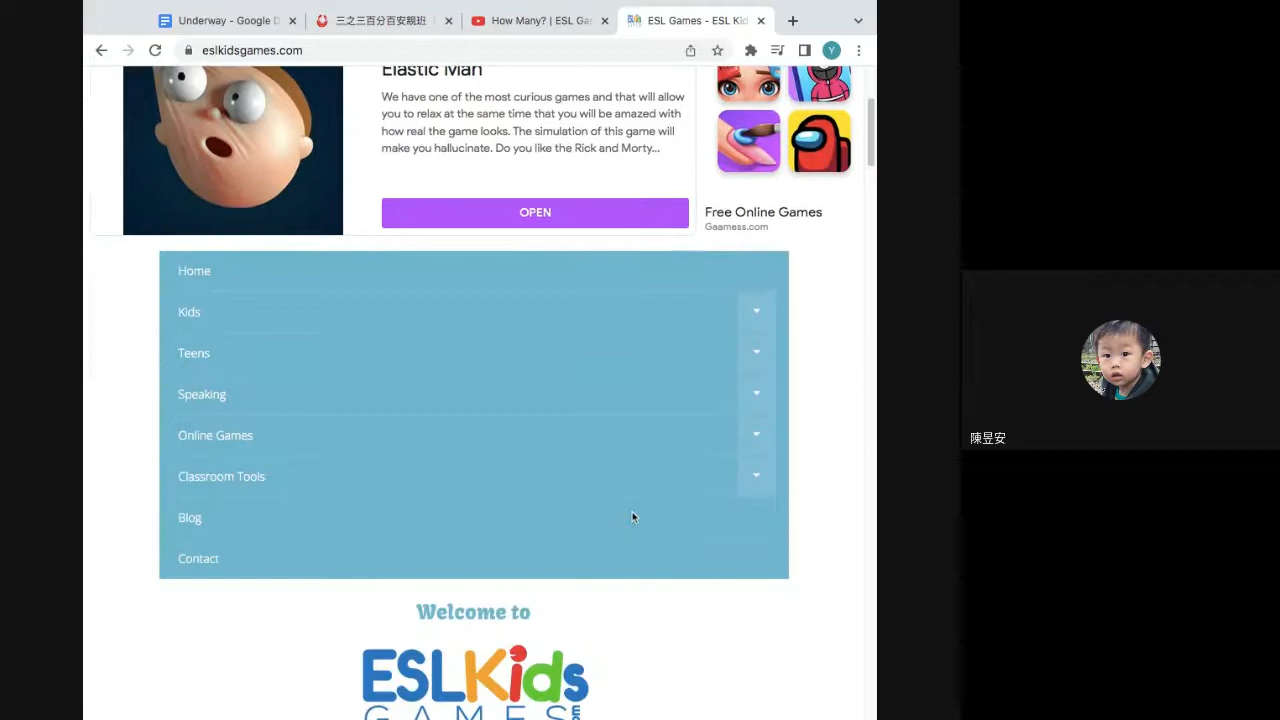 Underway - Google D
三之三百分百安親班
How Many? | ESL Ga
ESL Games - ESL Kid
eslkidsgames.com
Y
Elastic Man
We have one of the most curious games and that will allow
you to relax at the same time that you will be amazed with
how real the game looks. The simulation of this game will
make you hallucinate. Do you like the Rick and Morty...
OPEN
Free Online Games
Gaamess.com
Home
Kids
Teens
Speaking
Online Games
Classroom Tools
Blog
Contact
Welcome to
ESLKids
GAMES
陳昱安